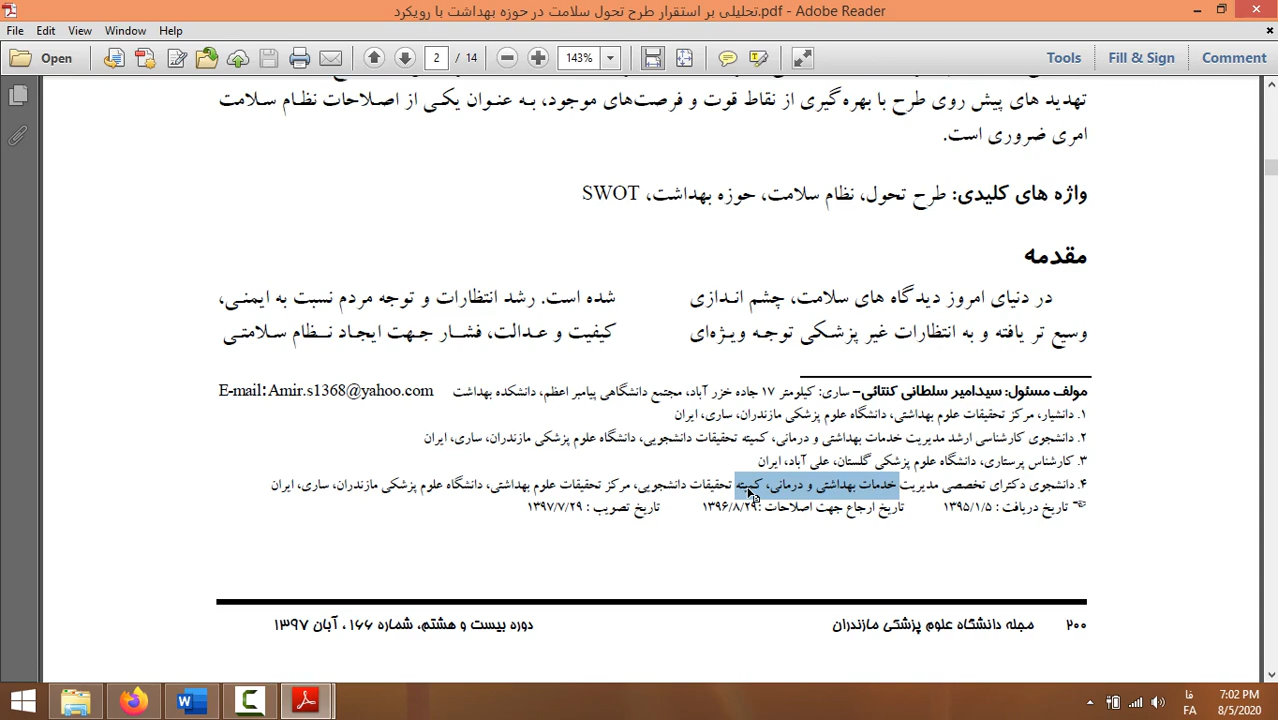 تحلیلی بر استقرار طرح تحول سلامت در حوزه بهداشت با رویکرد.pdf - Adobe Reader
File Edit View Window Help
Open 2 / 14 143% Tools Fill & Sign Comment
تهدید های پیش روی طرح با بهره‌گیری از نقاط قوت و فرصت‌های موجود، به عنوان یکی از اصلاحات نظام سلامت
امری ضروری است.
واژه های کلیدی: طرح تحول، نظام سلامت، حوزه بهداشت، SWOT
مقدمه
در دنیای امروز دیدگاه های سلامت، چشم اندازی
وسیع تر یافته و به انتظارات غیر پزشکی توجه ویژه‌ای
شده است. رشد انتظارات و توجه مردم نسبت به ایمنی،
کیفیت و عدالت، فشار جهت ایجاد نظام سلامتی
مولف مسئول: سیدامیر سلطانی کنتائی- ساری: کیلومتر ۱۷ جاده خزر آباد، مجتمع دانشگاهی پیامبر اعظم، دانشکده بهداشت E-mail:Amir.s1368@yahoo.com
۱. دانشیار، مرکز تحقیقات علوم بهداشتی، دانشگاه علوم پزشکی مازندران، ساری، ایران
۲. دانشجوی کارشناسی ارشد مدیریت خدمات بهداشتی و درمانی، کمیته تحقیقات دانشجویی، دانشگاه علوم پزشکی مازندران، ساری، ایران
۳. کارشناس پرستاری، دانشگاه علوم پزشکی گلستان، علی آباد، ایران
۴. دانشجوی دکترای تخصصی مدیریت خدمات بهداشتی و درمانی، کمیته تحقیقات دانشجویی، مرکز تحقیقات علوم بهداشتی، دانشگاه علوم پزشکی مازندران، ساری، ایران
تاریخ دریافت : ۱۳۹۵/۱/۵ تاریخ ارجاع جهت اصلاحات :۱۳۹۶/۸/۲۹ تاریخ تصویب : ۱۳۹۷/۷/۲۹
۲۰۰ مجله دانشگاه علوم پزشکی مازندران دوره بیست و هشتم، شماره ۱۶۶ ، آبان ۱۳۹۷
فا 7:02 PM
FA 8/5/2020